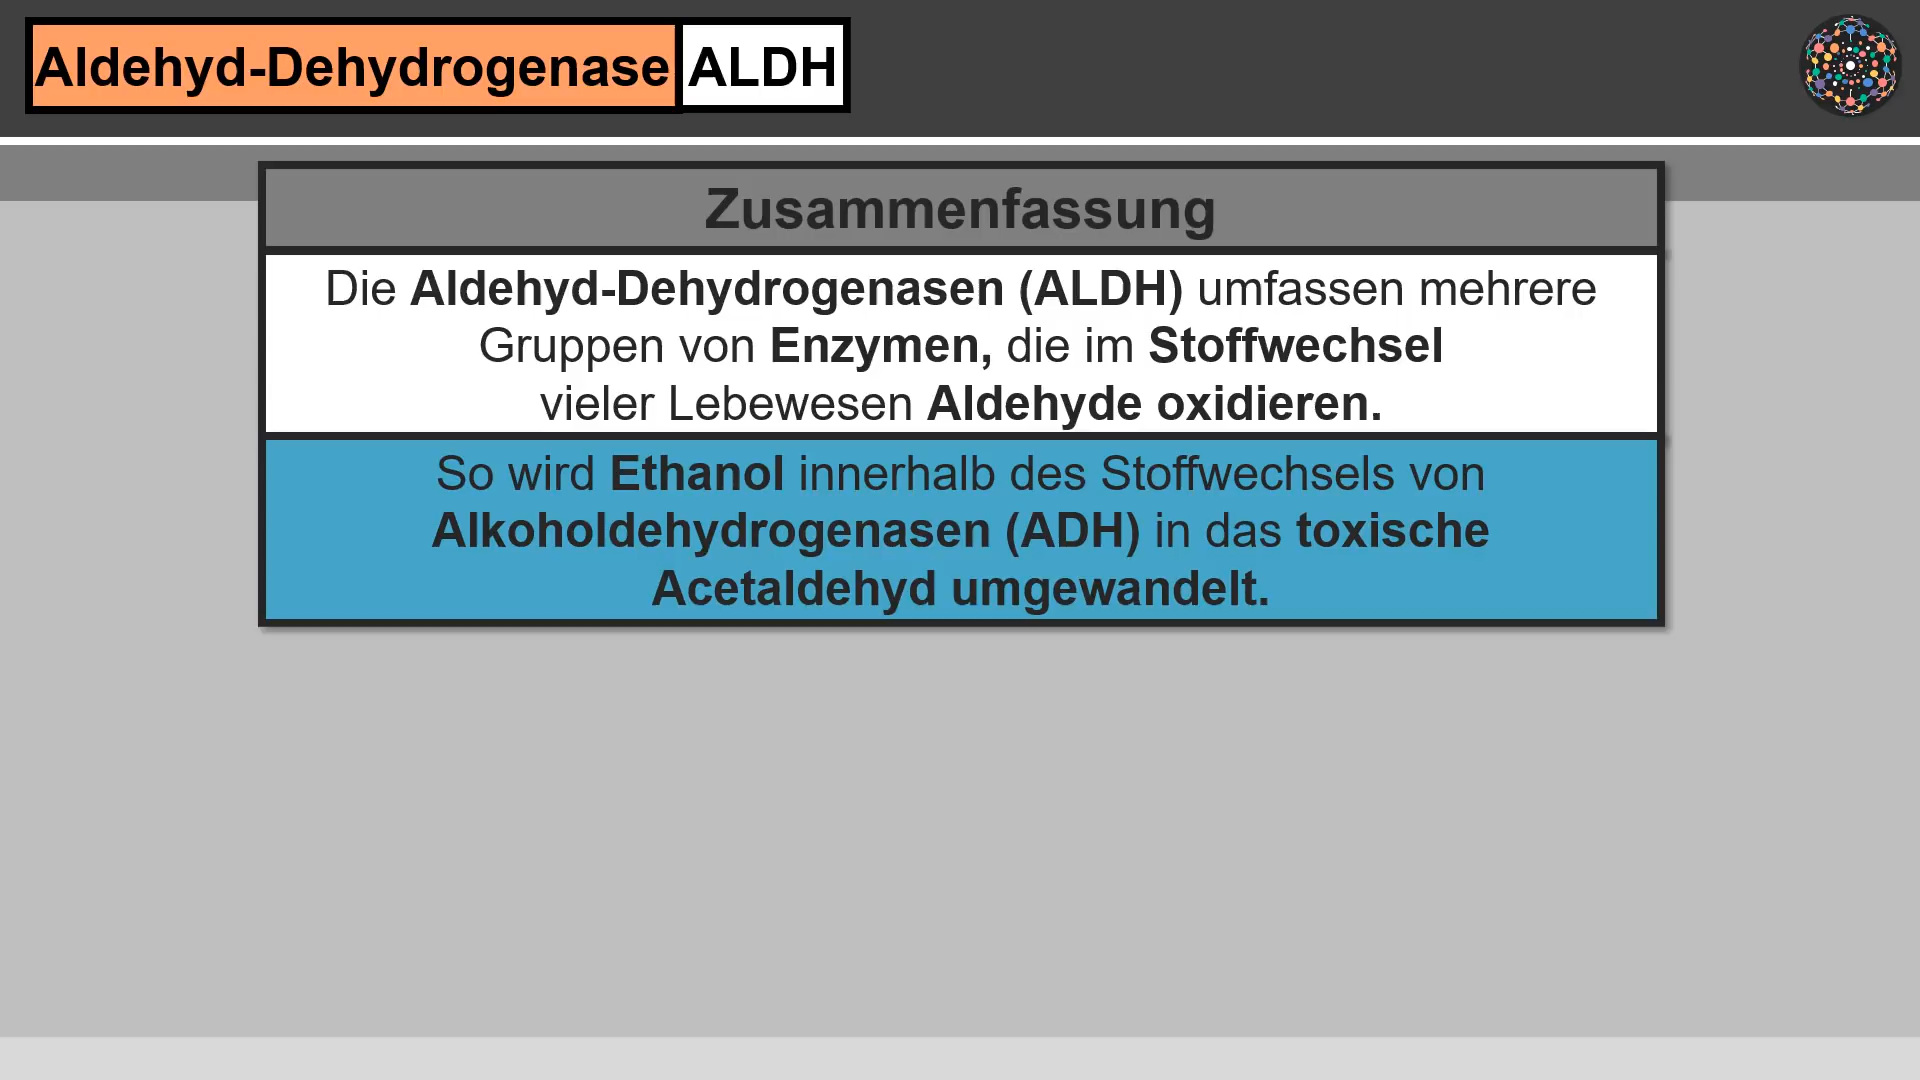 Aldehyd-Dehydrogenase ALDH
Zusammenfassung
Die Aldehyd-Dehydrogenasen (ALDH) umfassen mehrere
Gruppen von Enzymen, die im Stoffwechsel
vieler Lebewesen Aldehyde oxidieren.
So wird Ethanol innerhalb des Stoffwechsels von
Alkoholdehydrogenasen (ADH) in das toxische
Acetaldehyd umgewandelt.